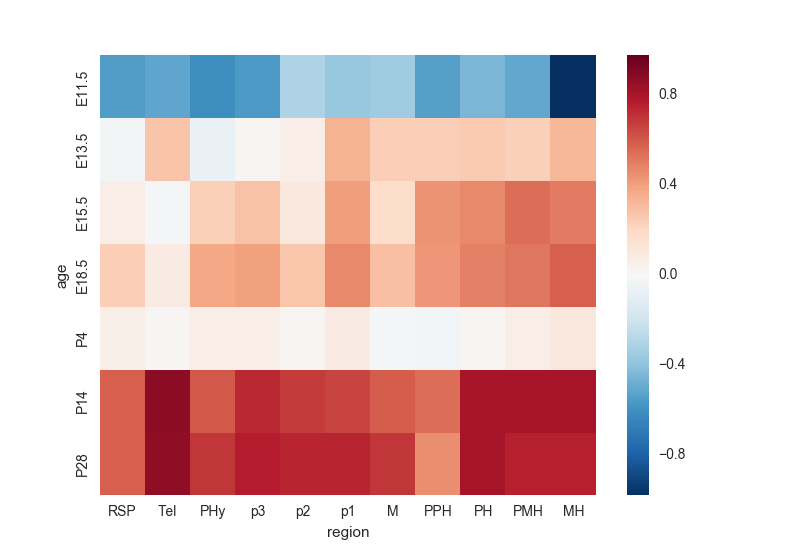 age
E11.5
E13.5
E15.5
E18.5
P4
P14
P28
RSP Tel PHy p3 p2 p1 M PPH PH PMH MH
region
0.8
0.4
0.0
−0.4
−0.8